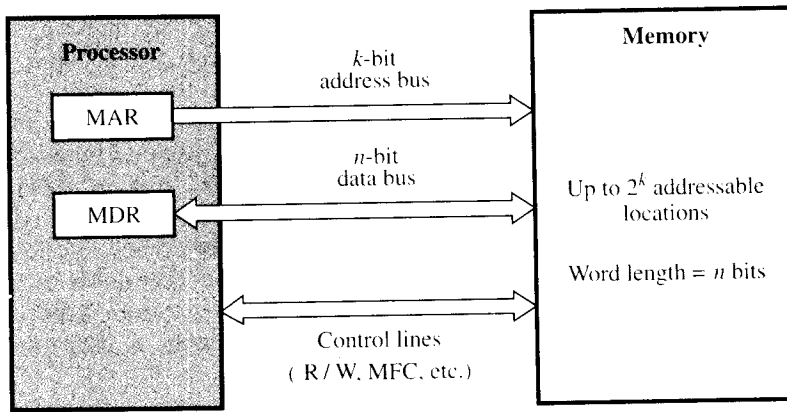 Processor
MAR
MDR
k-bit
address bus
n-bit
data bus
Control lines
( R / W, MFC, etc.)
Memory
Up to 2^k addressable
locations
Word length = n bits